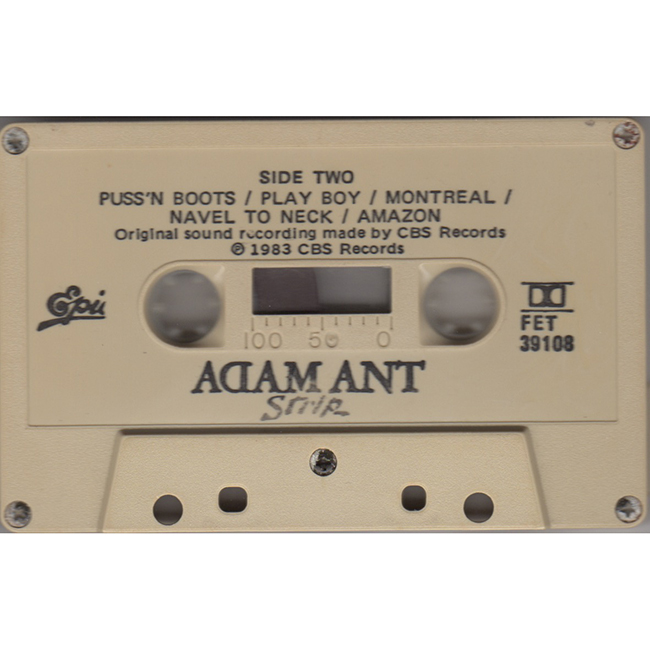 SIDE TWO
PUSS'N BOOTS / PLAY BOY / MONTREAL /
NAVEL TO NECK / AMAZON
Original sound recording made by CBS Records
℗ 1983 CBS Records
Epic
100 50 0
FET
39108
ADAM ANT
Strip